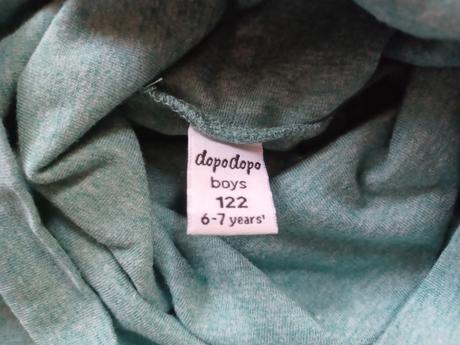 dopodopo
boys
122
6-7 years'